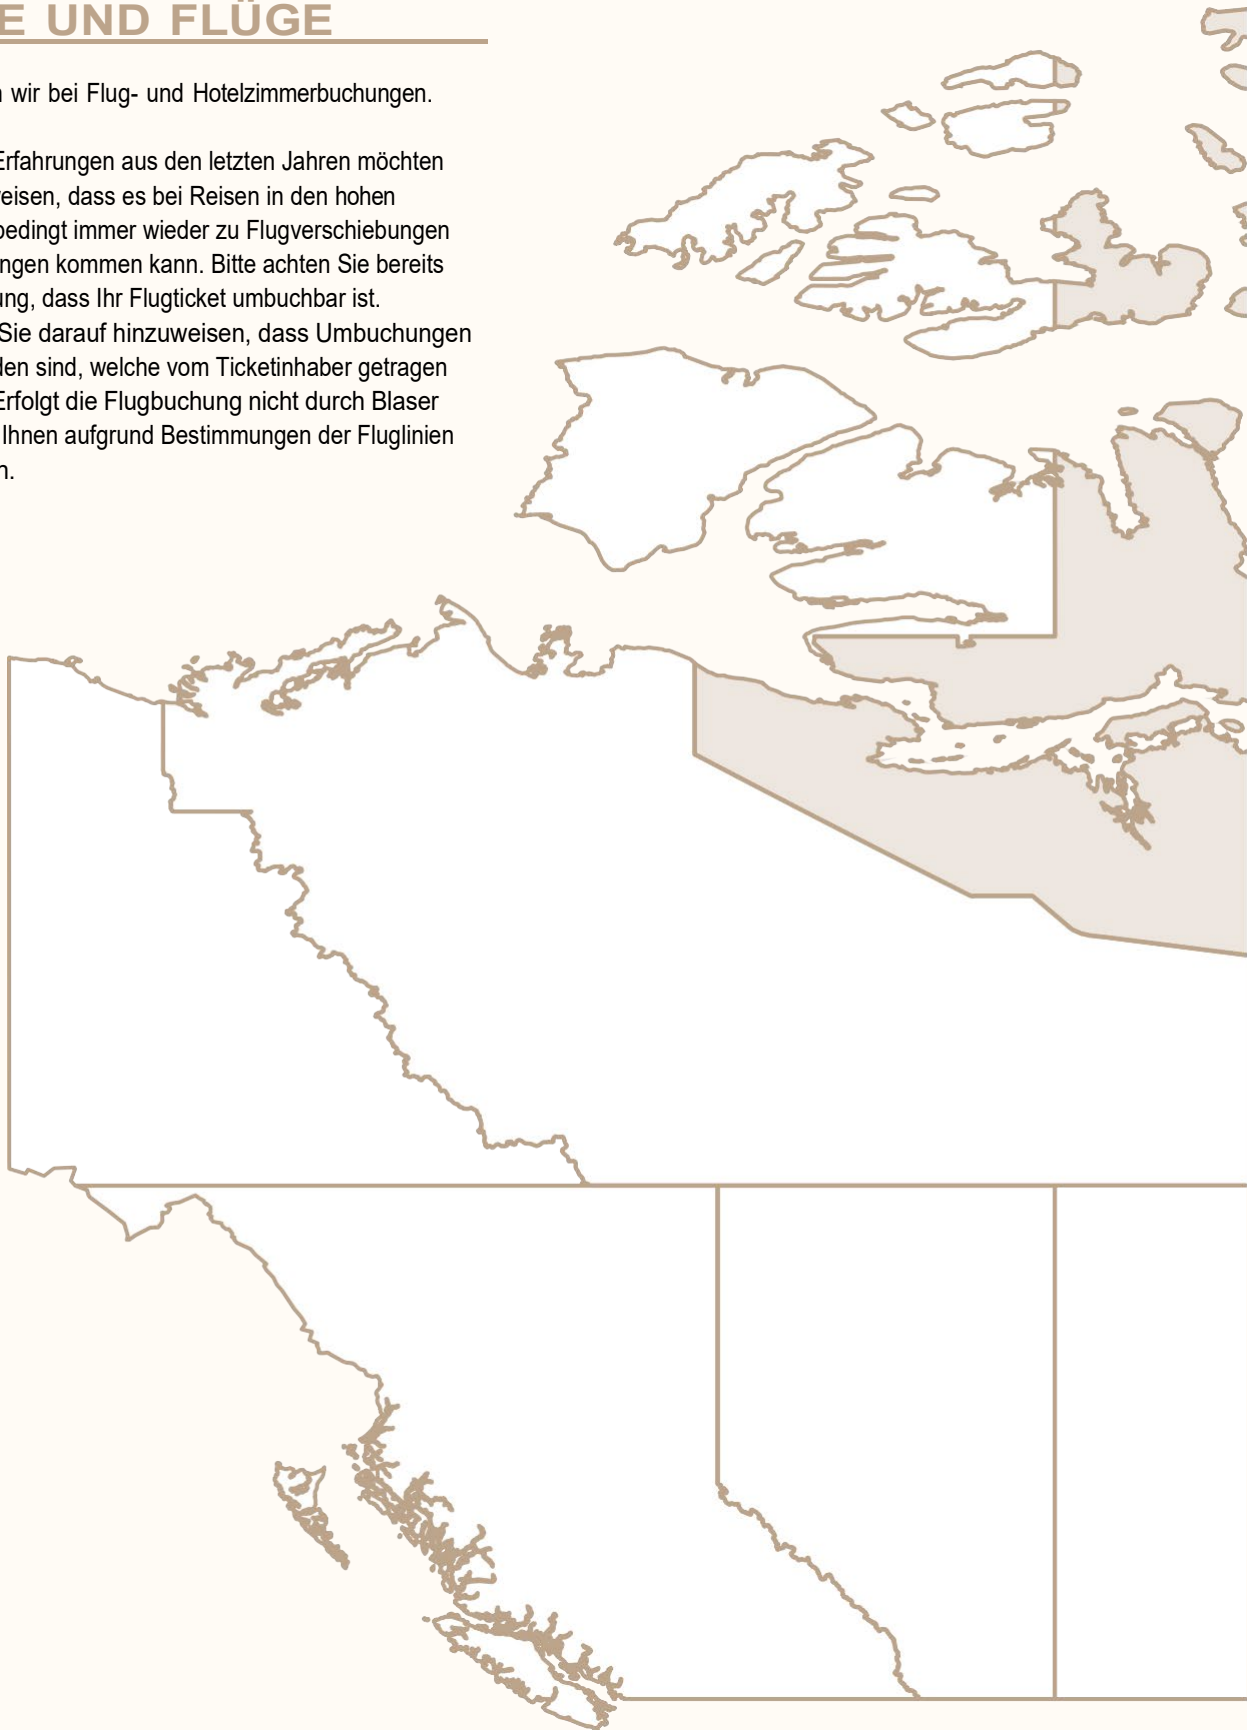 E UND FLÜGE
n wir bei Flug- und Hotelzimmerbuchungen.
Erfahrungen aus den letzten Jahren möchten
eisen, dass es bei Reisen in den hohen
bedingt immer wieder zu Flugverschiebungen
ngen kommen kann. Bitte achten Sie bereits
ung, dass Ihr Flugticket umbuchbar ist.
Sie darauf hinzuweisen, dass Umbuchungen
den sind, welche vom Ticketinhaber getragen
Erfolgt die Flugbuchung nicht durch Blaser
Ihnen aufgrund Bestimmungen der Fluglinien
n.